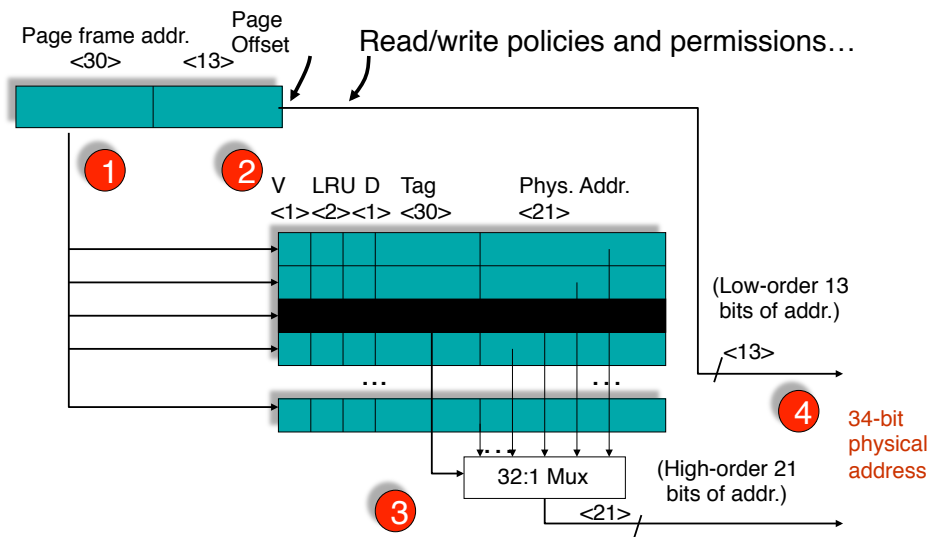 Page frame addr.
Page
Offset
Read/write policies and permissions…
<30>
<13>
1
2
V
LRU
D
Tag
Phys. Addr.
<1>
<2>
<1>
<30>
<21>
(Low-order 13
bits of addr.)
<13>
…
…
4
34-bit
physical
address
…
32:1 Mux
(High-order 21
bits of addr.)
3
<21>